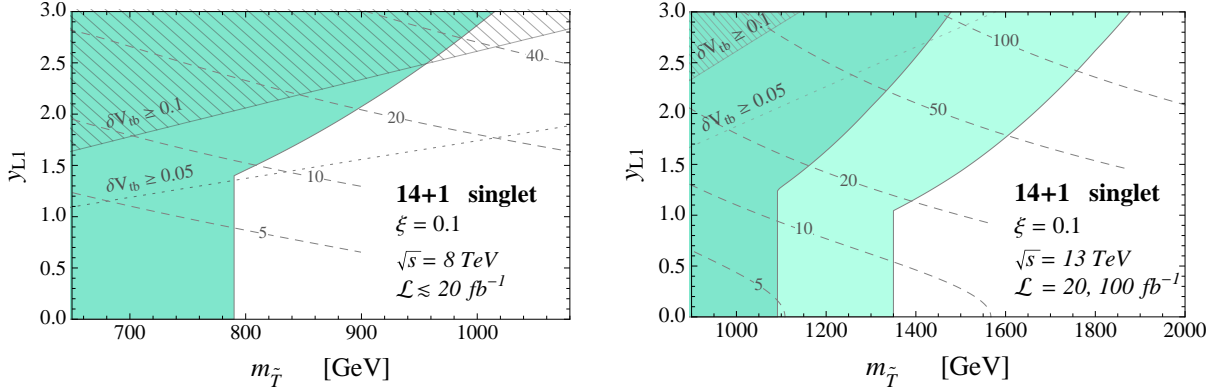 3.0
2.5
2.0
1.5
1.0
0.5
0.0
y_L1
δV_tb ≥ 0.1
δV_tb ≥ 0.05
40
20
10
5
14+1 singlet
ξ = 0.1
√s = 8 TeV
ℒ ≲ 20 fb⁻¹
700 800 900 1000
m_T̃ [GeV]
3.0
2.5
2.0
1.5
1.0
0.5
0.0
y_L1
δV_tb ≥ 0.1
δV_tb ≥ 0.05
100
50
20
10
5
14+1 singlet
ξ = 0.1
√s = 13 TeV
ℒ = 20, 100 fb⁻¹
1000 1200 1400 1600 1800 2000
m_T̃ [GeV]